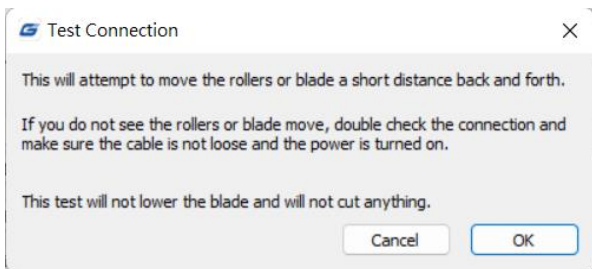 Test Connection
This will attempt to move the rollers or blade a short distance back and forth.
If you do not see the rollers or blade move, double check the connection and
make sure the cable is not loose and the power is turned on.
This test will not lower the blade and will not cut anything.
Cancel
OK